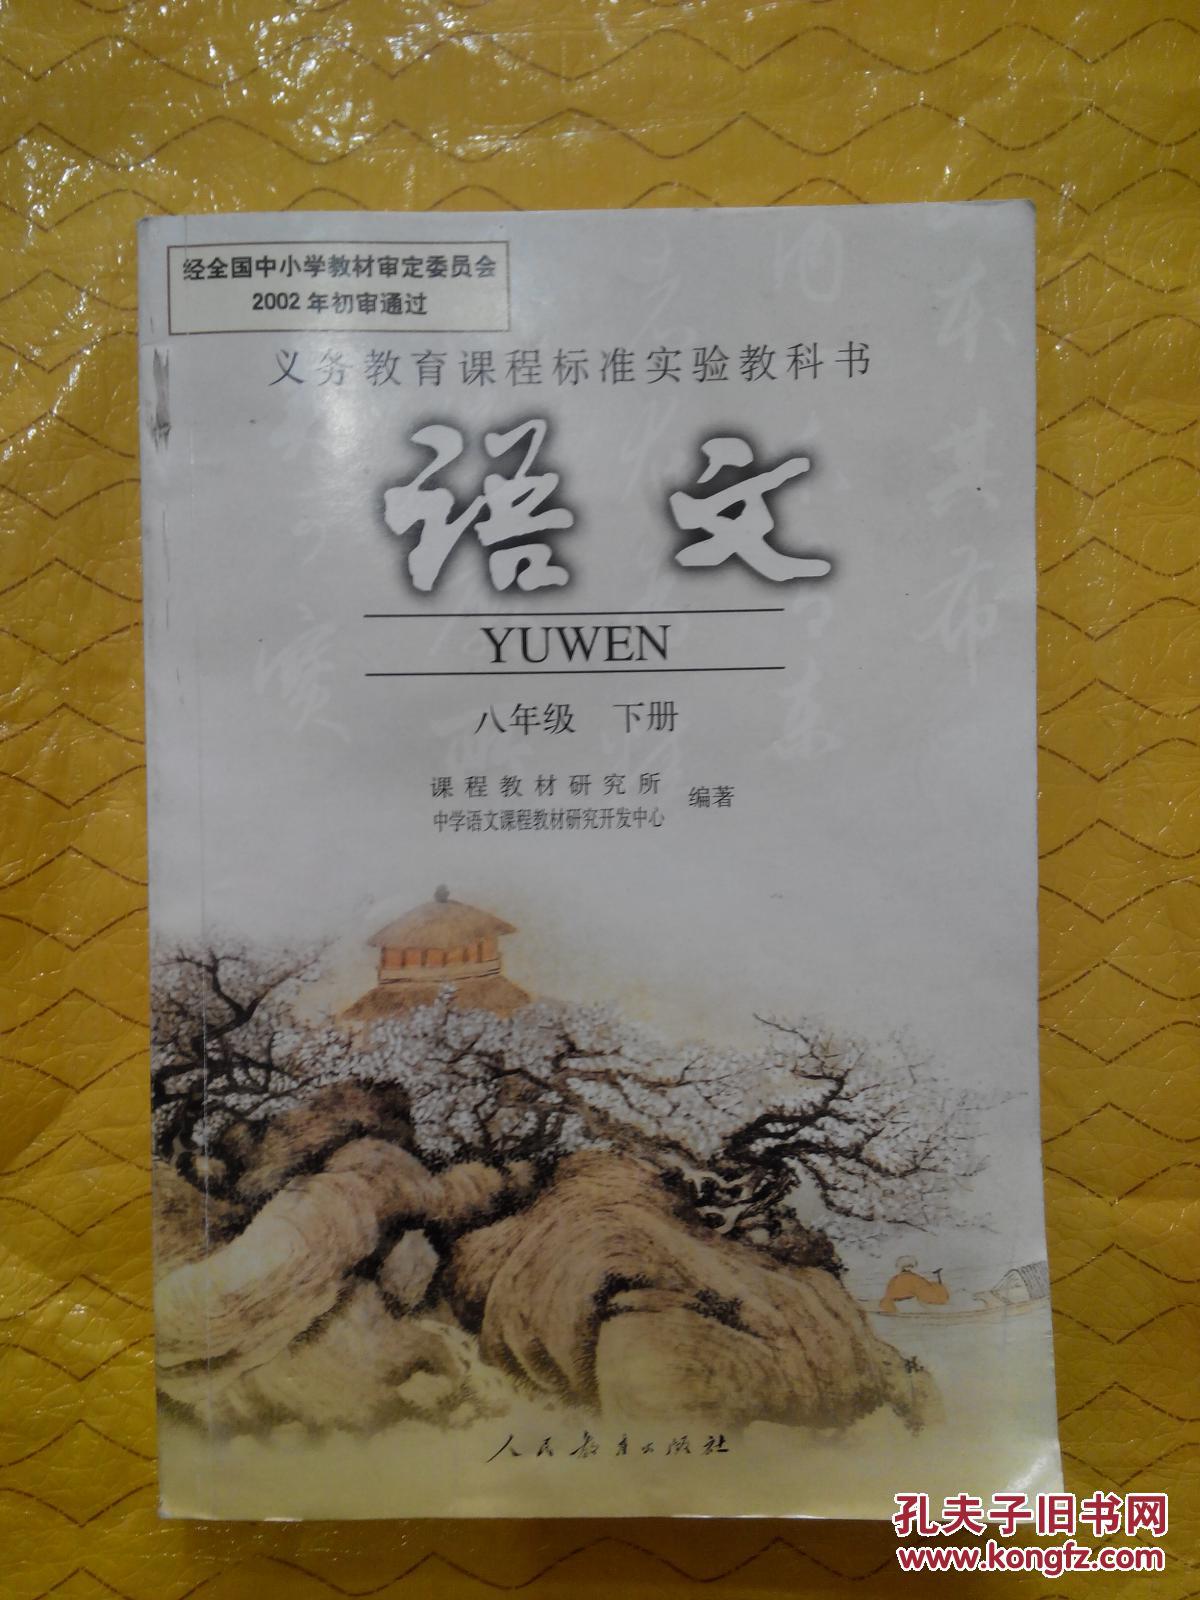 经全国中小学教材审定委员会
2002年初审通过
义务教育课程标准实验教科书
语文
YUWEN
八年级 下册
课程教材研究所
中学语文课程教材研究开发中心
编著
人民教育出版社
孔夫子旧书网
www.kongfz.com